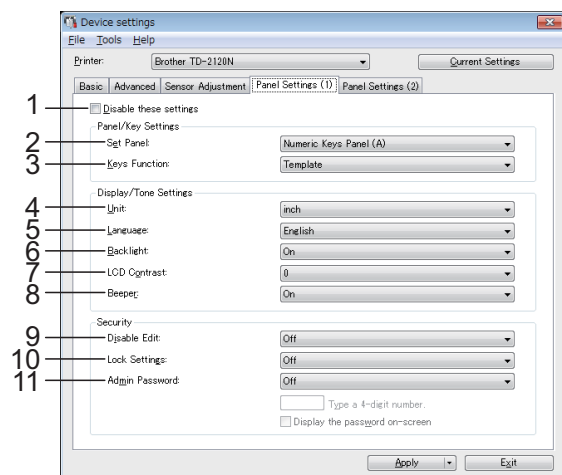 Device settings
File Tools Help
Printer: Brother TD-2120N Current Settings
Basic Advanced Sensor Adjustment Panel Settings (1) Panel Settings (2)
1 Disable these settings
Panel/Key Settings
2 Set Panel: Numeric Keys Panel (A)
3 Keys Function: Template
Display/Tone Settings
4 Unit: inch
5 Language: English
6 Backlight: On
7 LCD Contrast: 0
8 Beeper: On
Security
9 Disable Edit: Off
10 Lock Settings: Off
11 Admin Password: Off
Type a 4-digit number.
Display the password on-screen
Apply Exit